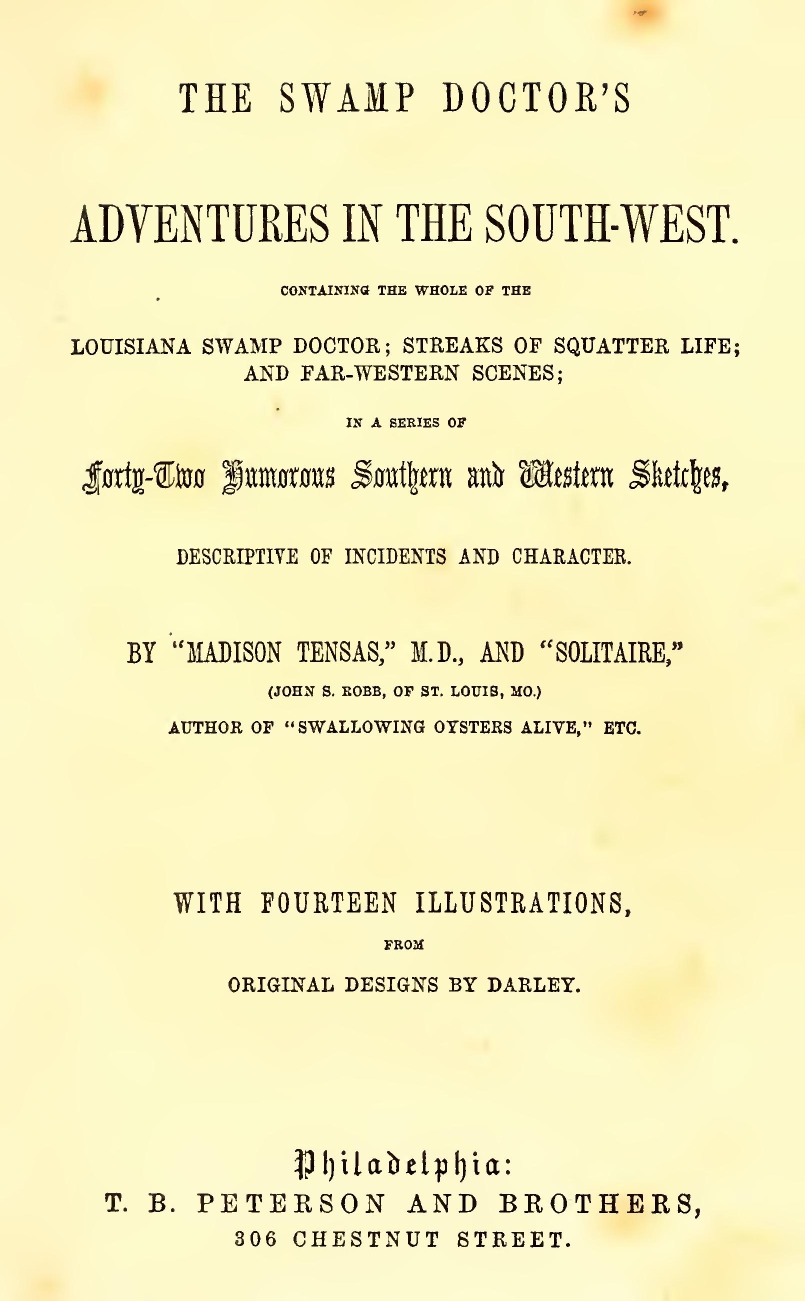 THE SWAMP DOCTOR'S
ADVENTURES IN THE SOUTH-WEST.
CONTAINING THE WHOLE OF THE
LOUISIANA SWAMP DOCTOR; STREAKS OF SQUATTER LIFE;
AND FAR-WESTERN SCENES;
IN A SERIES OF
Forty-Two Humorous Southern and Western Sketches,
DESCRIPTIVE OF INCIDENTS AND CHARACTER.
BY "MADISON TENSAS," M.D., AND "SOLITAIRE,"
(JOHN S. ROBB, OF ST. LOUIS, MO.)
AUTHOR OF "SWALLOWING OYSTERS ALIVE," ETC.
WITH FOURTEEN ILLUSTRATIONS,
FROM
ORIGINAL DESIGNS BY DARLEY.
Philadelphia:
T. B. PETERSON AND BROTHERS,
306 CHESTNUT STREET.